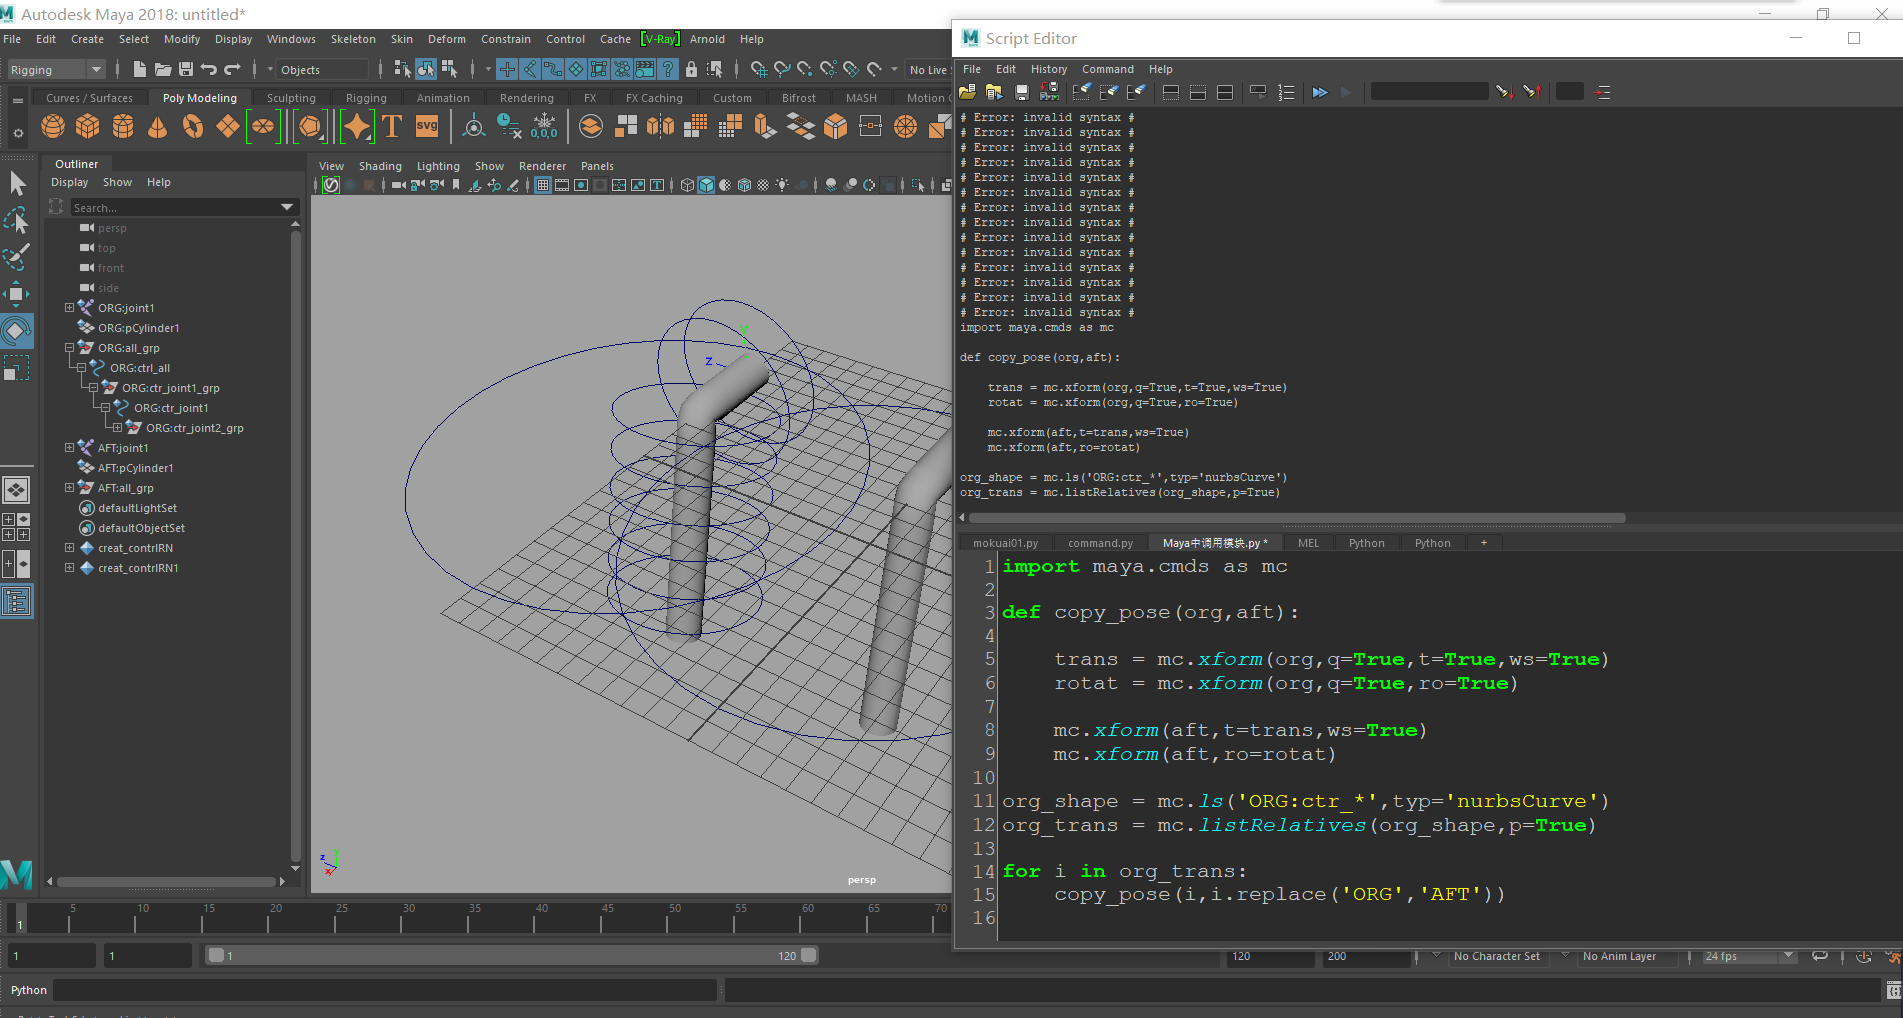 Autodesk Maya 2018: untitled*
File Edit Create Select Modify Display Windows Skeleton Skin Deform Constrain Control Cache [V-Ray] Arnold Help
Rigging
Objects
No Live
Curves / Surfaces Poly Modeling Sculpting Rigging Animation Rendering FX FX Caching Custom Bifrost MASH Motion
T svg 0,0,0
Outliner
Display Show Help
Search...
persp
top
front
side
ORG:joint1
ORG:pCylinder1
ORG:all_grp
ORG:ctrl_all
ORG:ctr_joint1_grp
ORG:ctr_joint1
ORG:ctr_joint2_grp
AFT:joint1
AFT:pCylinder1
AFT:all_grp
defaultLightSet
defaultObjectSet
creat_contrlRN
creat_contrlRN1
View Shading Lighting Show Renderer Panels
y
z
z
y
x
persp
Script Editor
File Edit History Command Help
# Error: invalid syntax #
# Error: invalid syntax #
# Error: invalid syntax #
# Error: invalid syntax #
# Error: invalid syntax #
# Error: invalid syntax #
# Error: invalid syntax #
# Error: invalid syntax #
# Error: invalid syntax #
# Error: invalid syntax #
# Error: invalid syntax #
# Error: invalid syntax #
# Error: invalid syntax #
# Error: invalid syntax #
import maya.cmds as mc
def copy_pose(org,aft):
trans = mc.xform(org,q=True,t=True,ws=True)
rotat = mc.xform(org,q=True,ro=True)
mc.xform(aft,t=trans,ws=True)
mc.xform(aft,ro=rotat)
org_shape = mc.ls('ORG:ctr_*',typ='nurbsCurve')
org_trans = mc.listRelatives(org_shape,p=True)
mokuai01.py command.py Maya中调用模块.py * MEL Python Python +
1 import maya.cmds as mc
2
3 def copy_pose(org,aft):
4
5 trans = mc.xform(org,q=True,t=True,ws=True)
6 rotat = mc.xform(org,q=True,ro=True)
7
8 mc.xform(aft,t=trans,ws=True)
9 mc.xform(aft,ro=rotat)
10
11 org_shape = mc.ls('ORG:ctr_*',typ='nurbsCurve')
12 org_trans = mc.listRelatives(org_shape,p=True)
13
14 for i in org_trans:
15 copy_pose(i,i.replace('ORG','AFT'))
16
1 5 10 15 20 25 30 35 40 45 50 55 60 65 70
1 1 1 120 120 200 No Character Set No Anim Layer 24 fps
Python